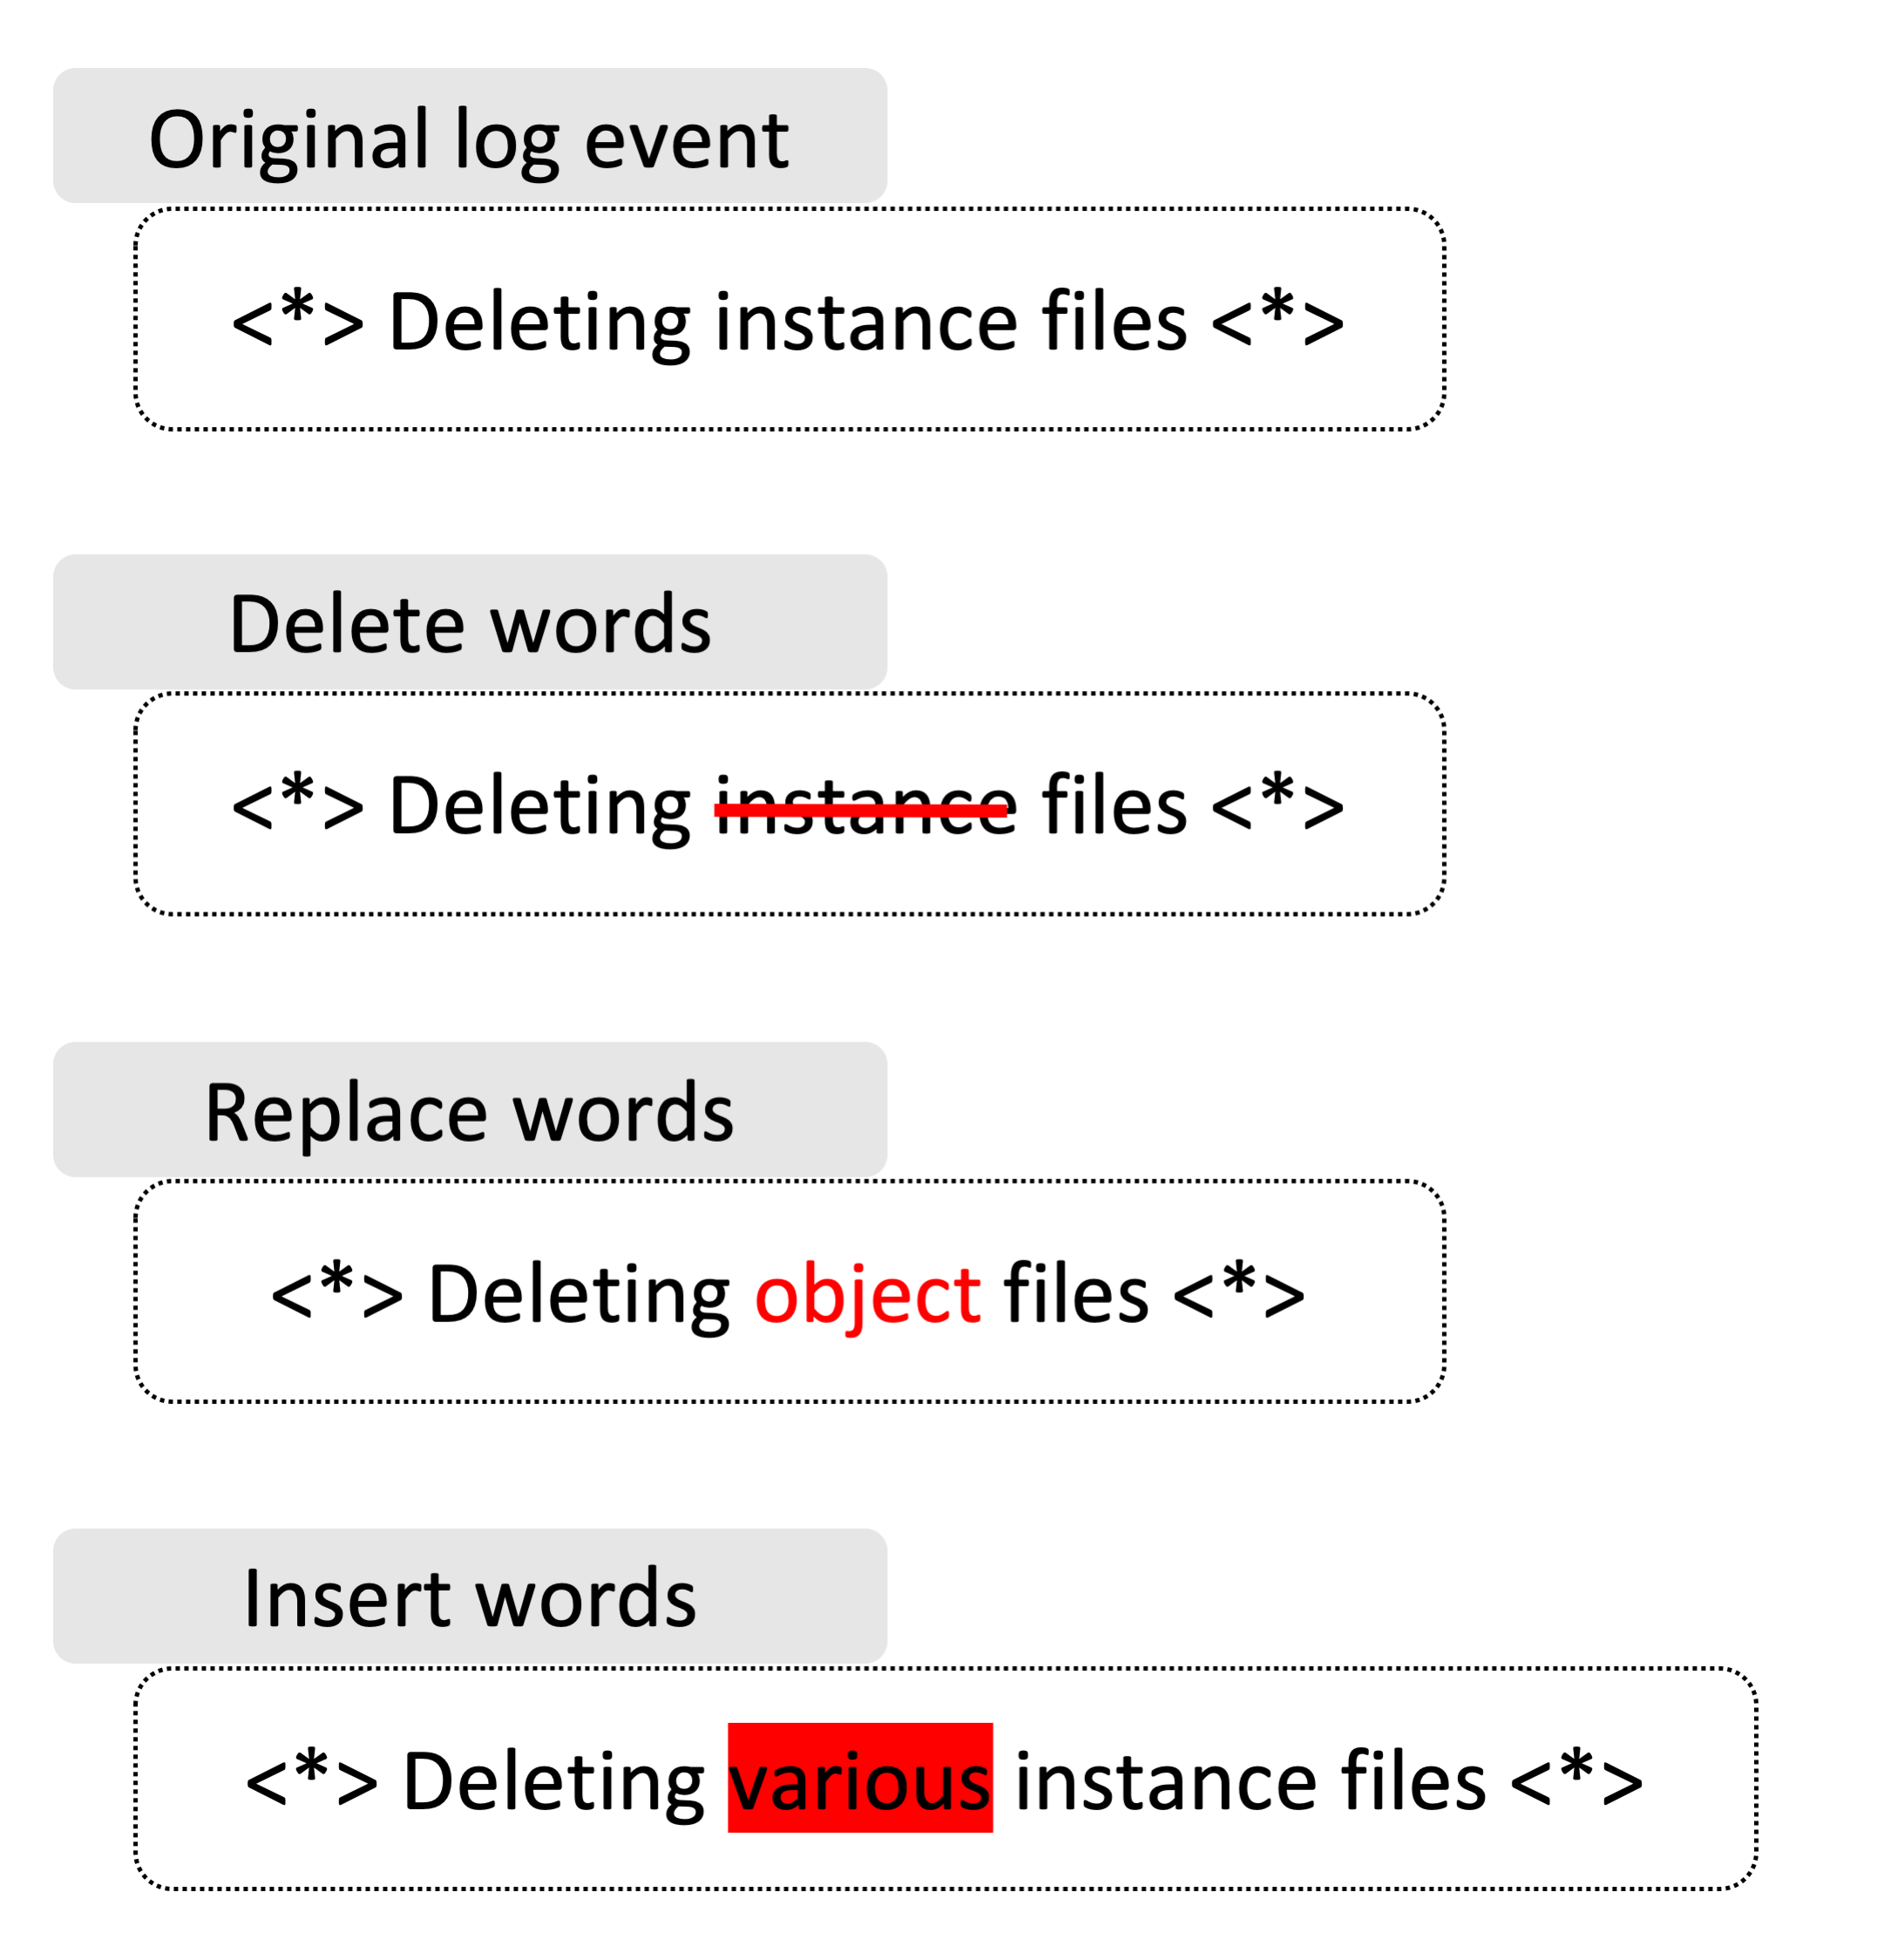 Original log event
<*> Deleting instance files <*>
Delete words
<*> Deleting instance files <*>
Replace words
<*> Deleting object files <*>
Insert words
<*> Deleting various instance files <*>